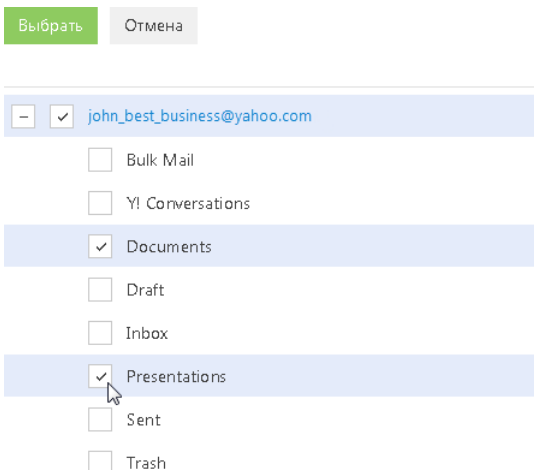 Выбрать Отмена
john_best_business@yahoo.com
Bulk Mail
Y! Conversations
Documents
Draft
Inbox
Presentations
Sent
Trash